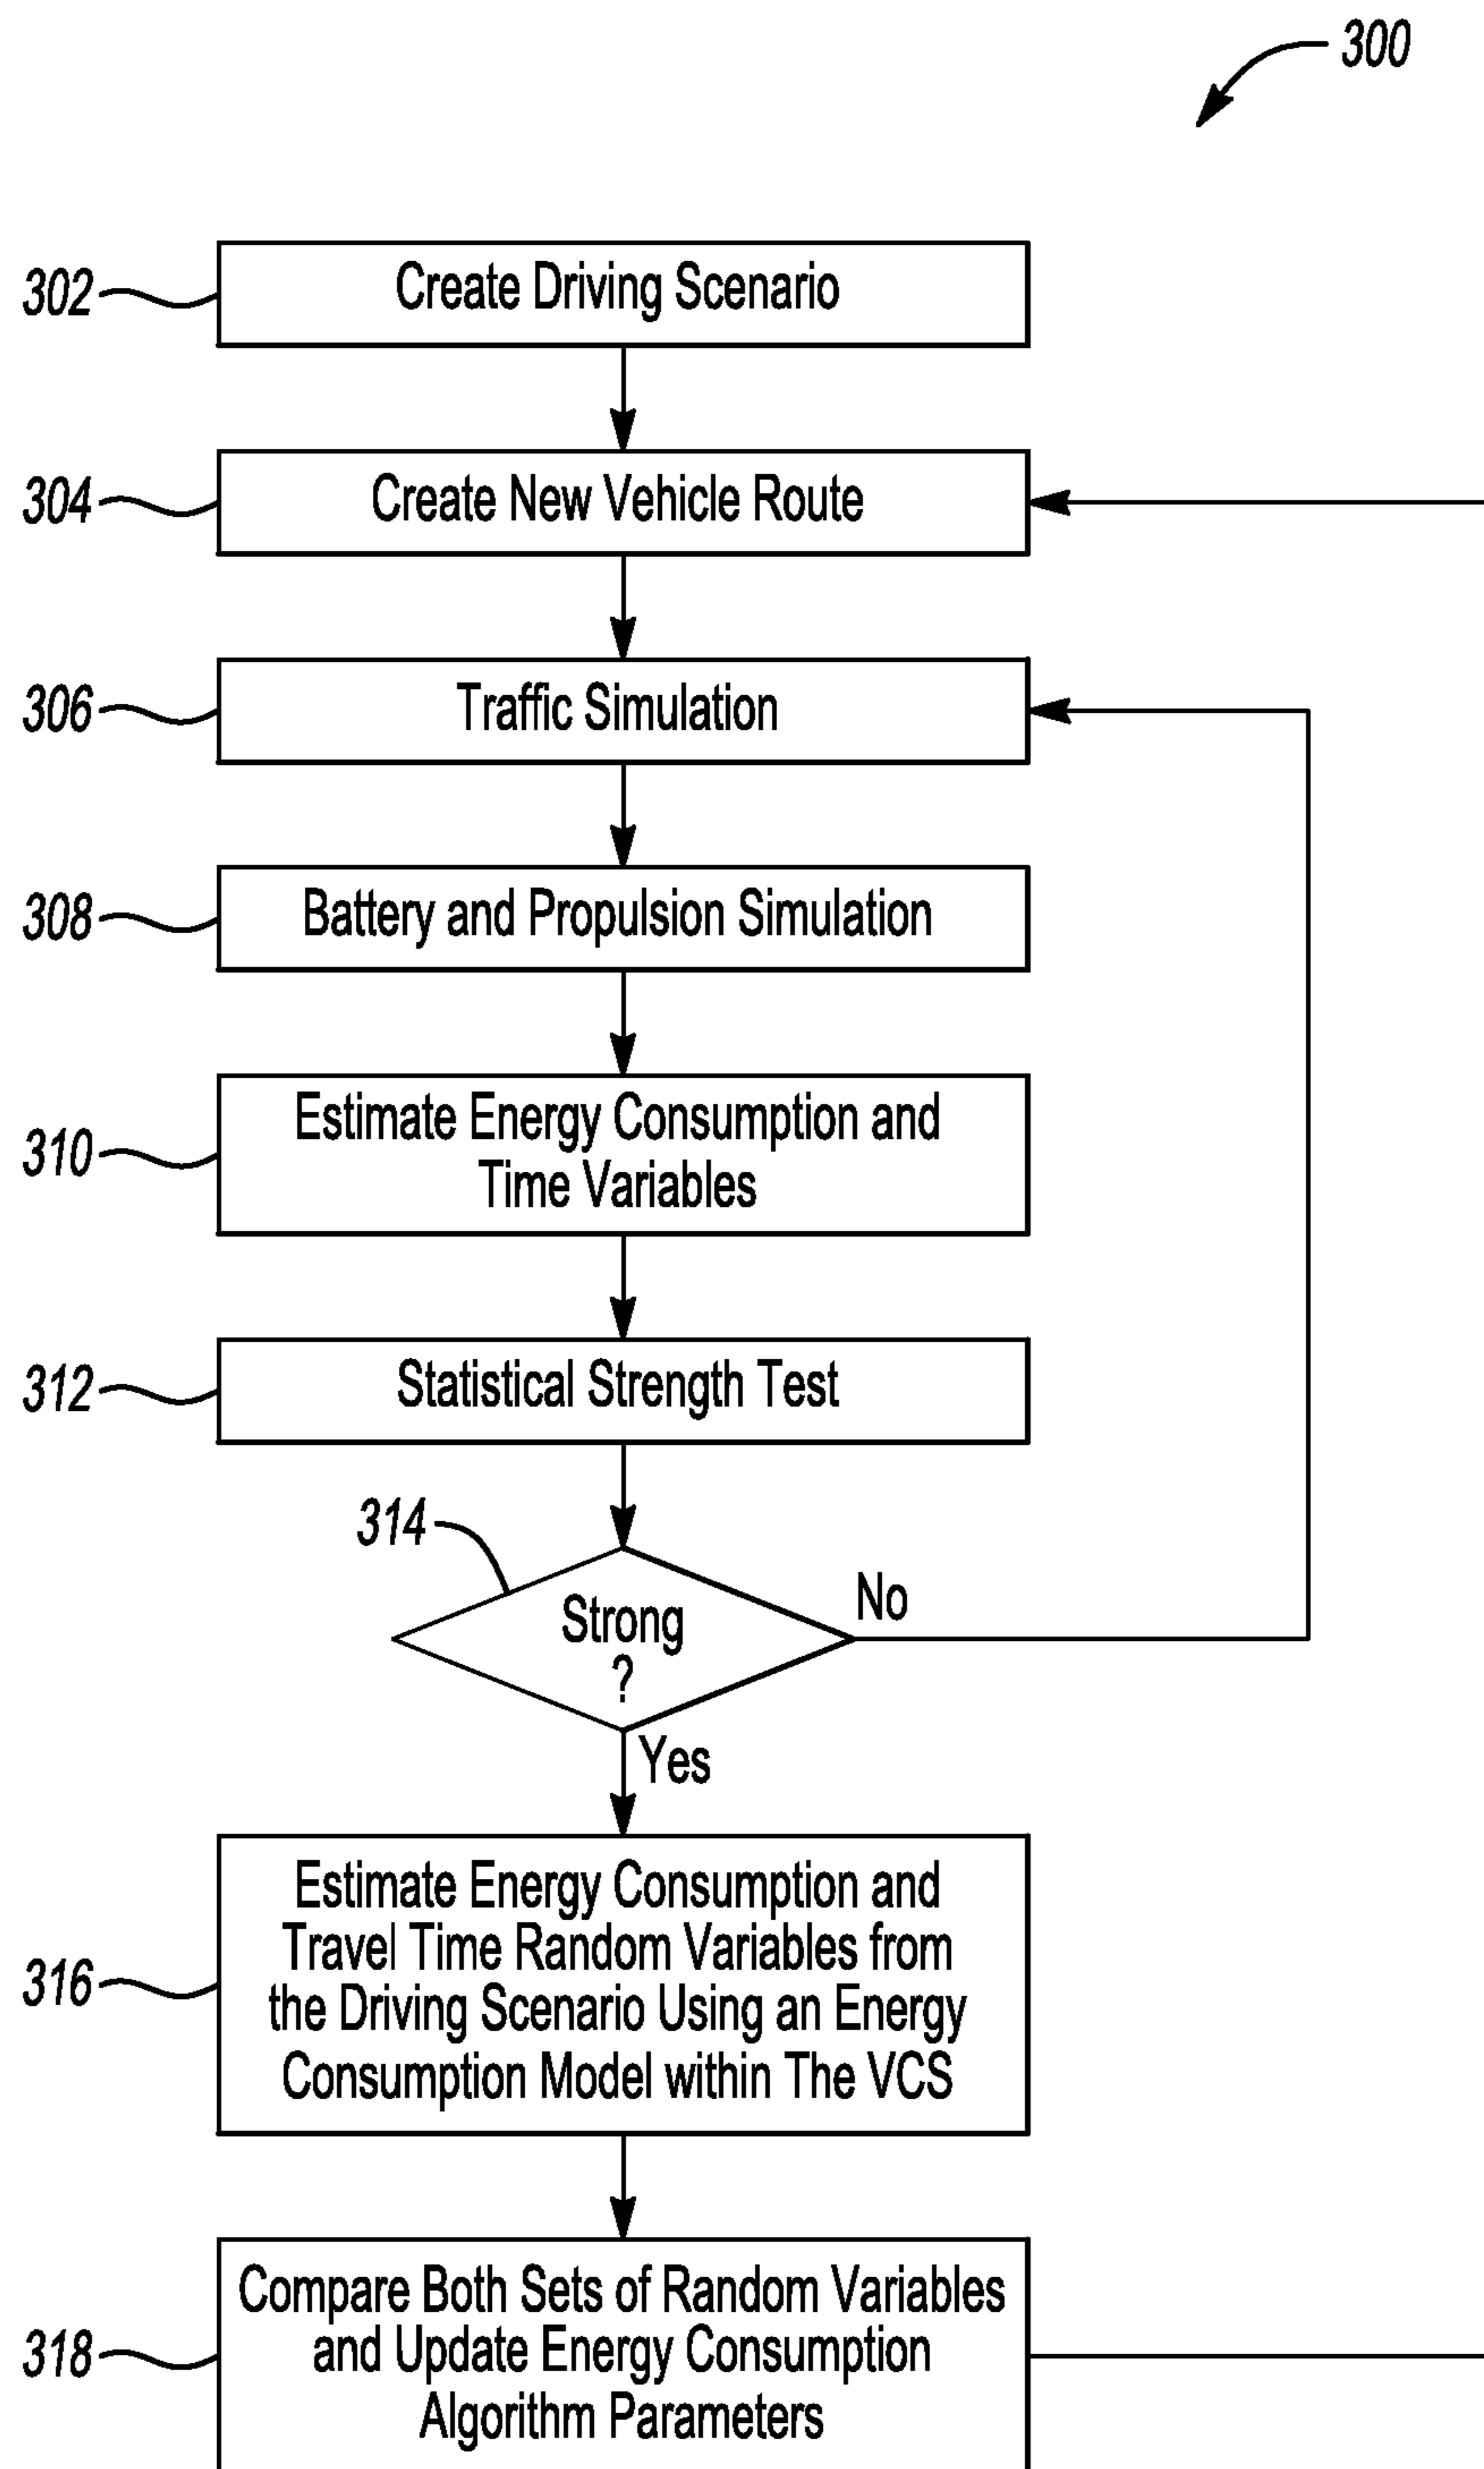 300
302
Create Driving Scenario
304
Create New Vehicle Route
306
Traffic Simulation
308
Battery and Propulsion Simulation
310
Estimate Energy Consumption and
Time Variables
312
Statistical Strength Test
314
Strong
?
No
Yes
316
Estimate Energy Consumption and
Travel Time Random Variables from
the Driving Scenario Using an Energy
Consumption Model within The VCS
318
Compare Both Sets of Random Variables
and Update Energy Consumption
Algorithm Parameters